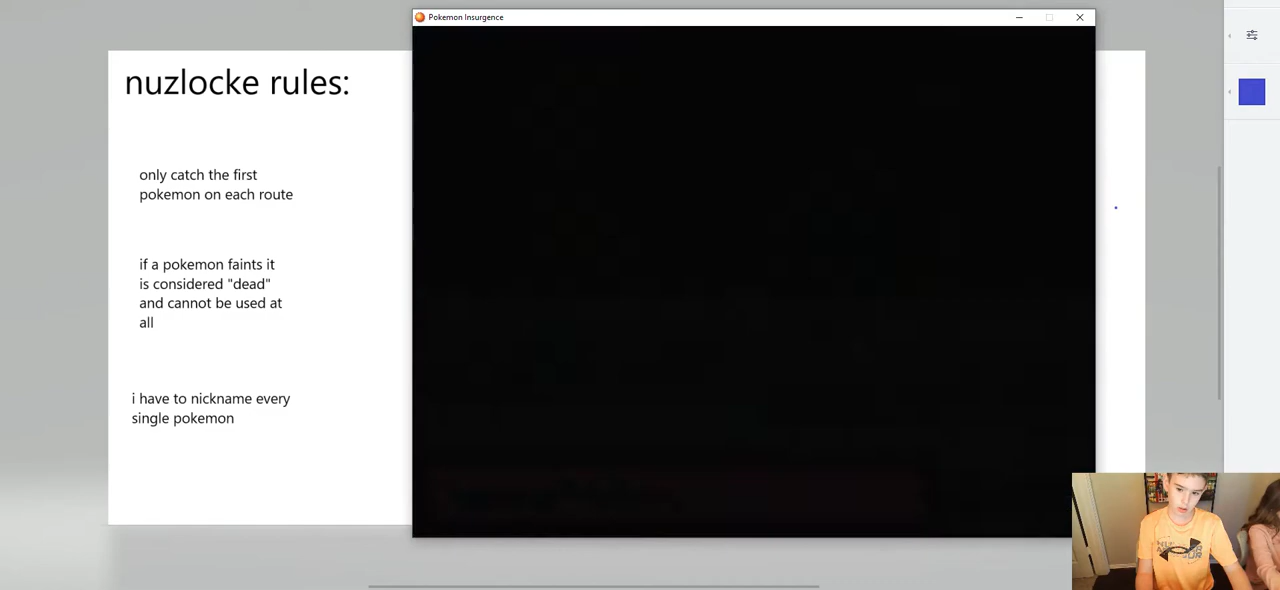 Pokemon Insurgence
nuzlocke rules:
only catch the first
pokemon on each route
if a pokemon faints it
is considered "dead"
and cannot be used at
all
i have to nickname every
single pokemon